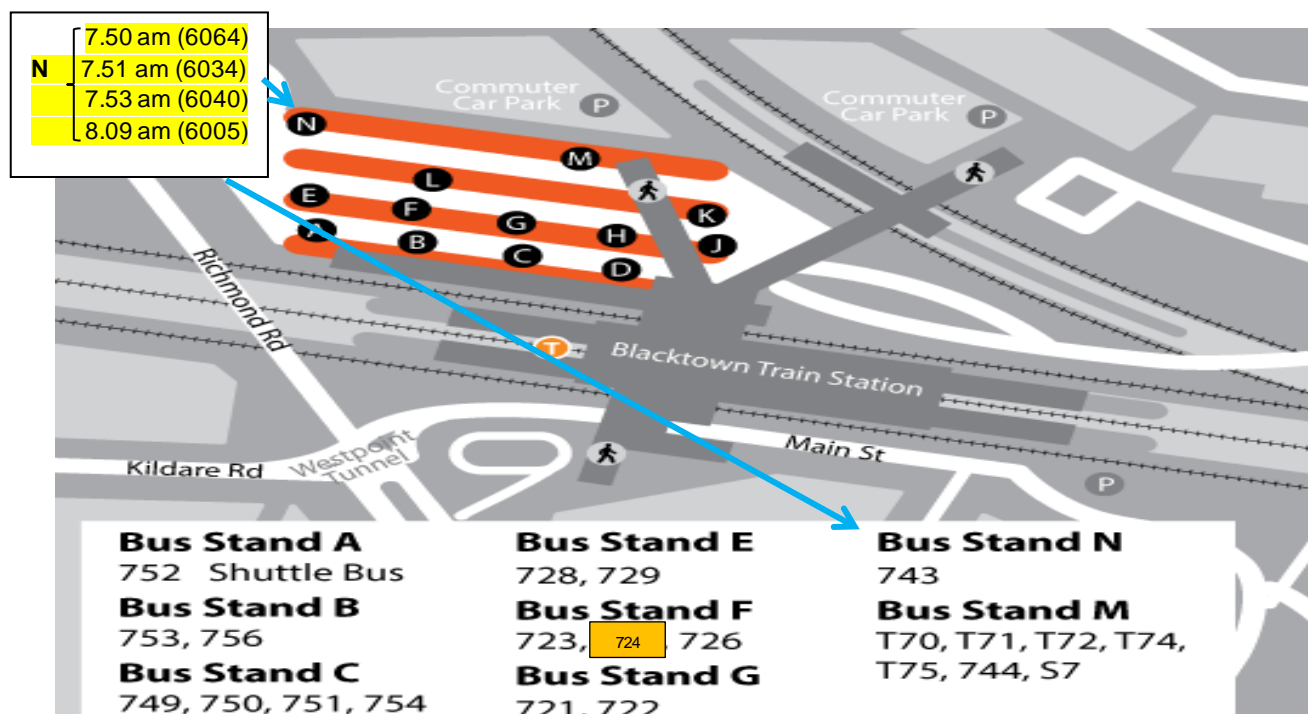 7.50 am (6064)
N 7.51 am (6034)
7.53 am (6040)
8.09 am (6005)
Commuter
Car Park P
Commuter
Car Park P
N
M
L
E
F
K
G
A
B
H
J
C
D
Richmond Rd
T
Blacktown Train Station
Main St
Westpoint
Tunnel
Kildare Rd
P
Bus Stand A
752 Shuttle Bus
Bus Stand B
753, 756
Bus Stand C
749, 750, 751, 754
Bus Stand E
728, 729
Bus Stand F
723, 724, 726
Bus Stand G
721, 722
Bus Stand N
743
Bus Stand M
T70, T71, T72, T74,
T75, 744, S7